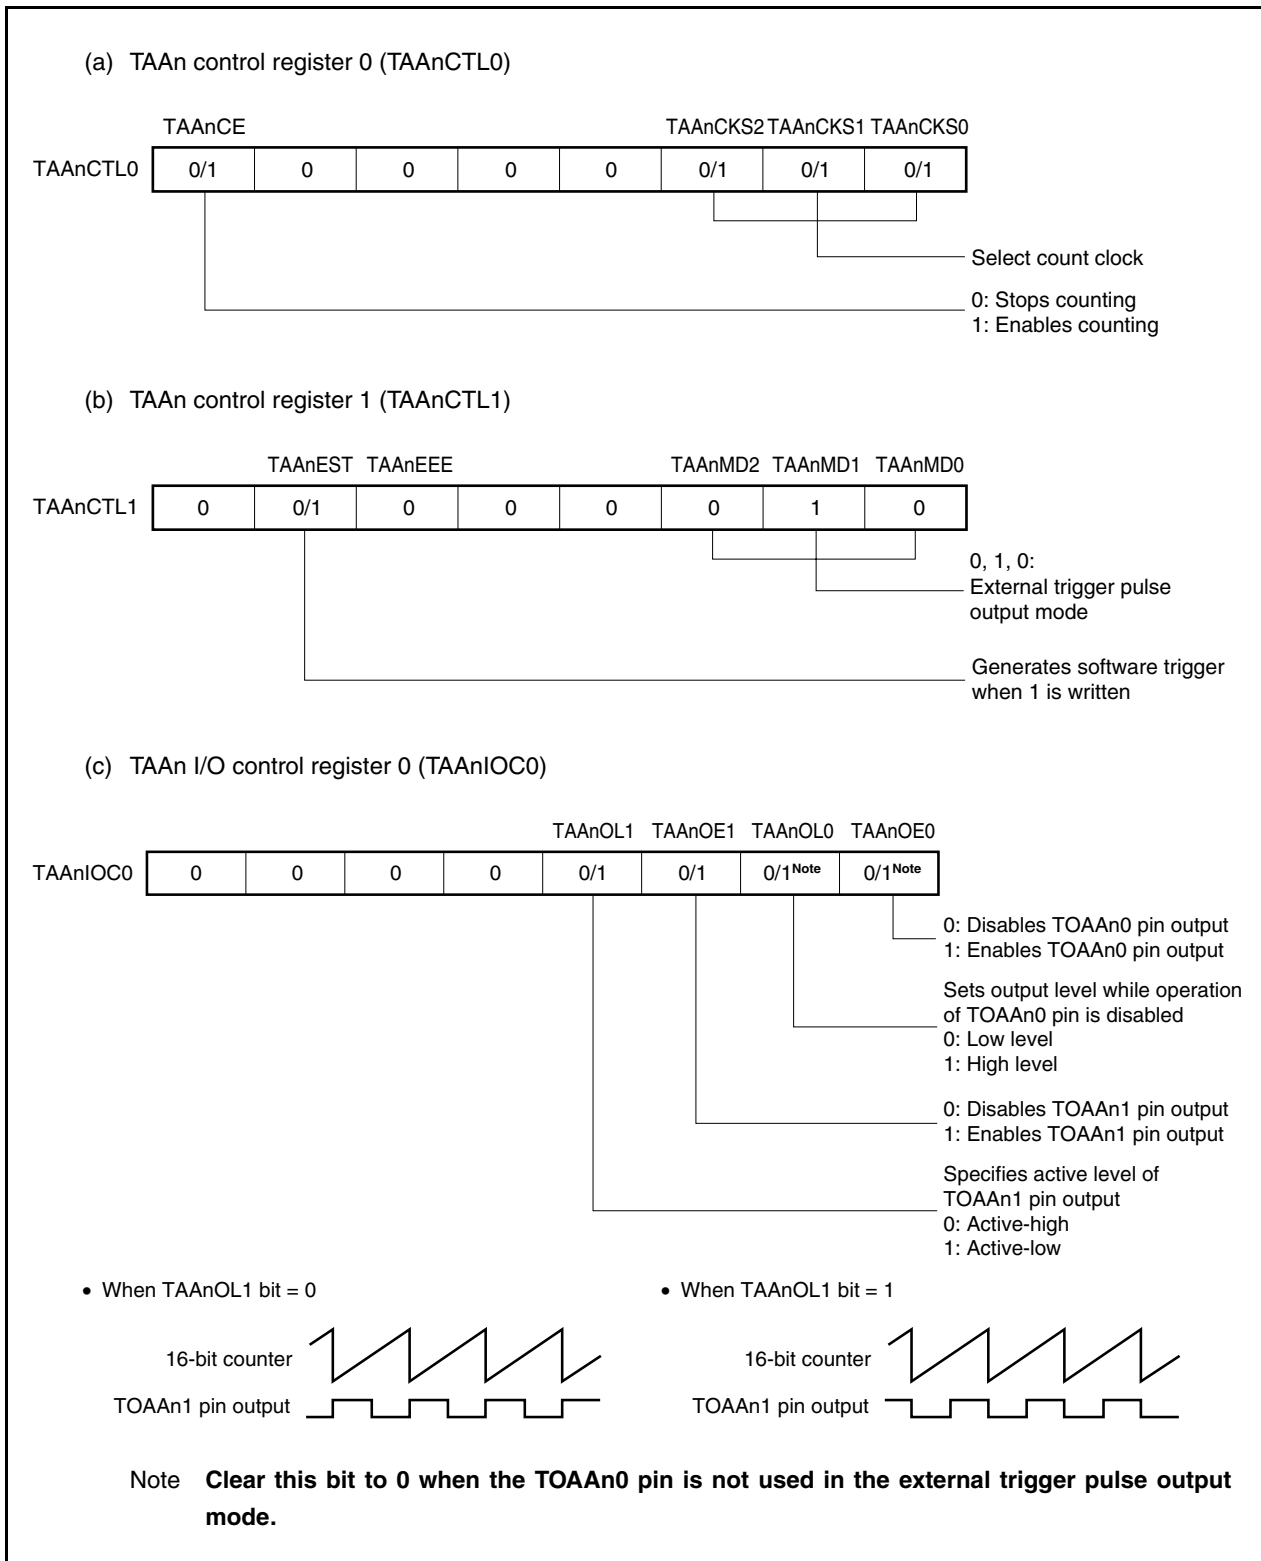 (a) TAAn control register 0 (TAAnCTL0)
TAAnCE TAAnCKS2 TAAnCKS1 TAAnCKS0
TAAnCTL0 0/1 0 0 0 0 0/1 0/1 0/1
Select count clock
0: Stops counting
1: Enables counting
(b) TAAn control register 1 (TAAnCTL1)
TAAnEST TAAnEEE TAAnMD2 TAAnMD1 TAAnMD0
TAAnCTL1 0 0/1 0 0 0 0 1 0
0, 1, 0:
External trigger pulse
output mode
Generates software trigger
when 1 is written
(c) TAAn I/O control register 0 (TAAnIOC0)
TAAnOL1 TAAnOE1 TAAnOL0 TAAnOE0
TAAnIOC0 0 0 0 0 0/1 0/1 0/1Note 0/1Note
0: Disables TOAAn0 pin output
1: Enables TOAAn0 pin output
Sets output level while operation
of TOAAn0 pin is disabled
0: Low level
1: High level
0: Disables TOAAn1 pin output
1: Enables TOAAn1 pin output
Specifies active level of
TOAAn1 pin output
0: Active-high
1: Active-low
• When TAAnOL1 bit = 0
16-bit counter
TOAAn1 pin output
• When TAAnOL1 bit = 1
16-bit counter
TOAAn1 pin output
Note Clear this bit to 0 when the TOAAn0 pin is not used in the external trigger pulse output
mode.